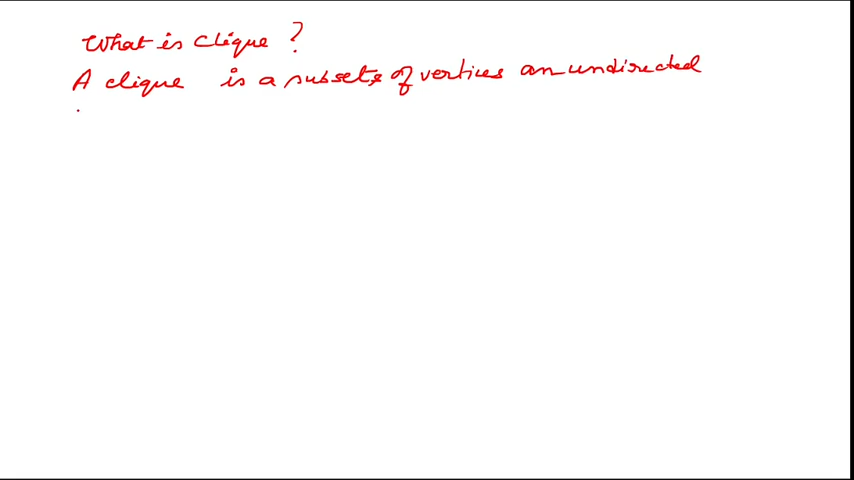 What is clique ?
A clique is a subsets of vertices an undirected